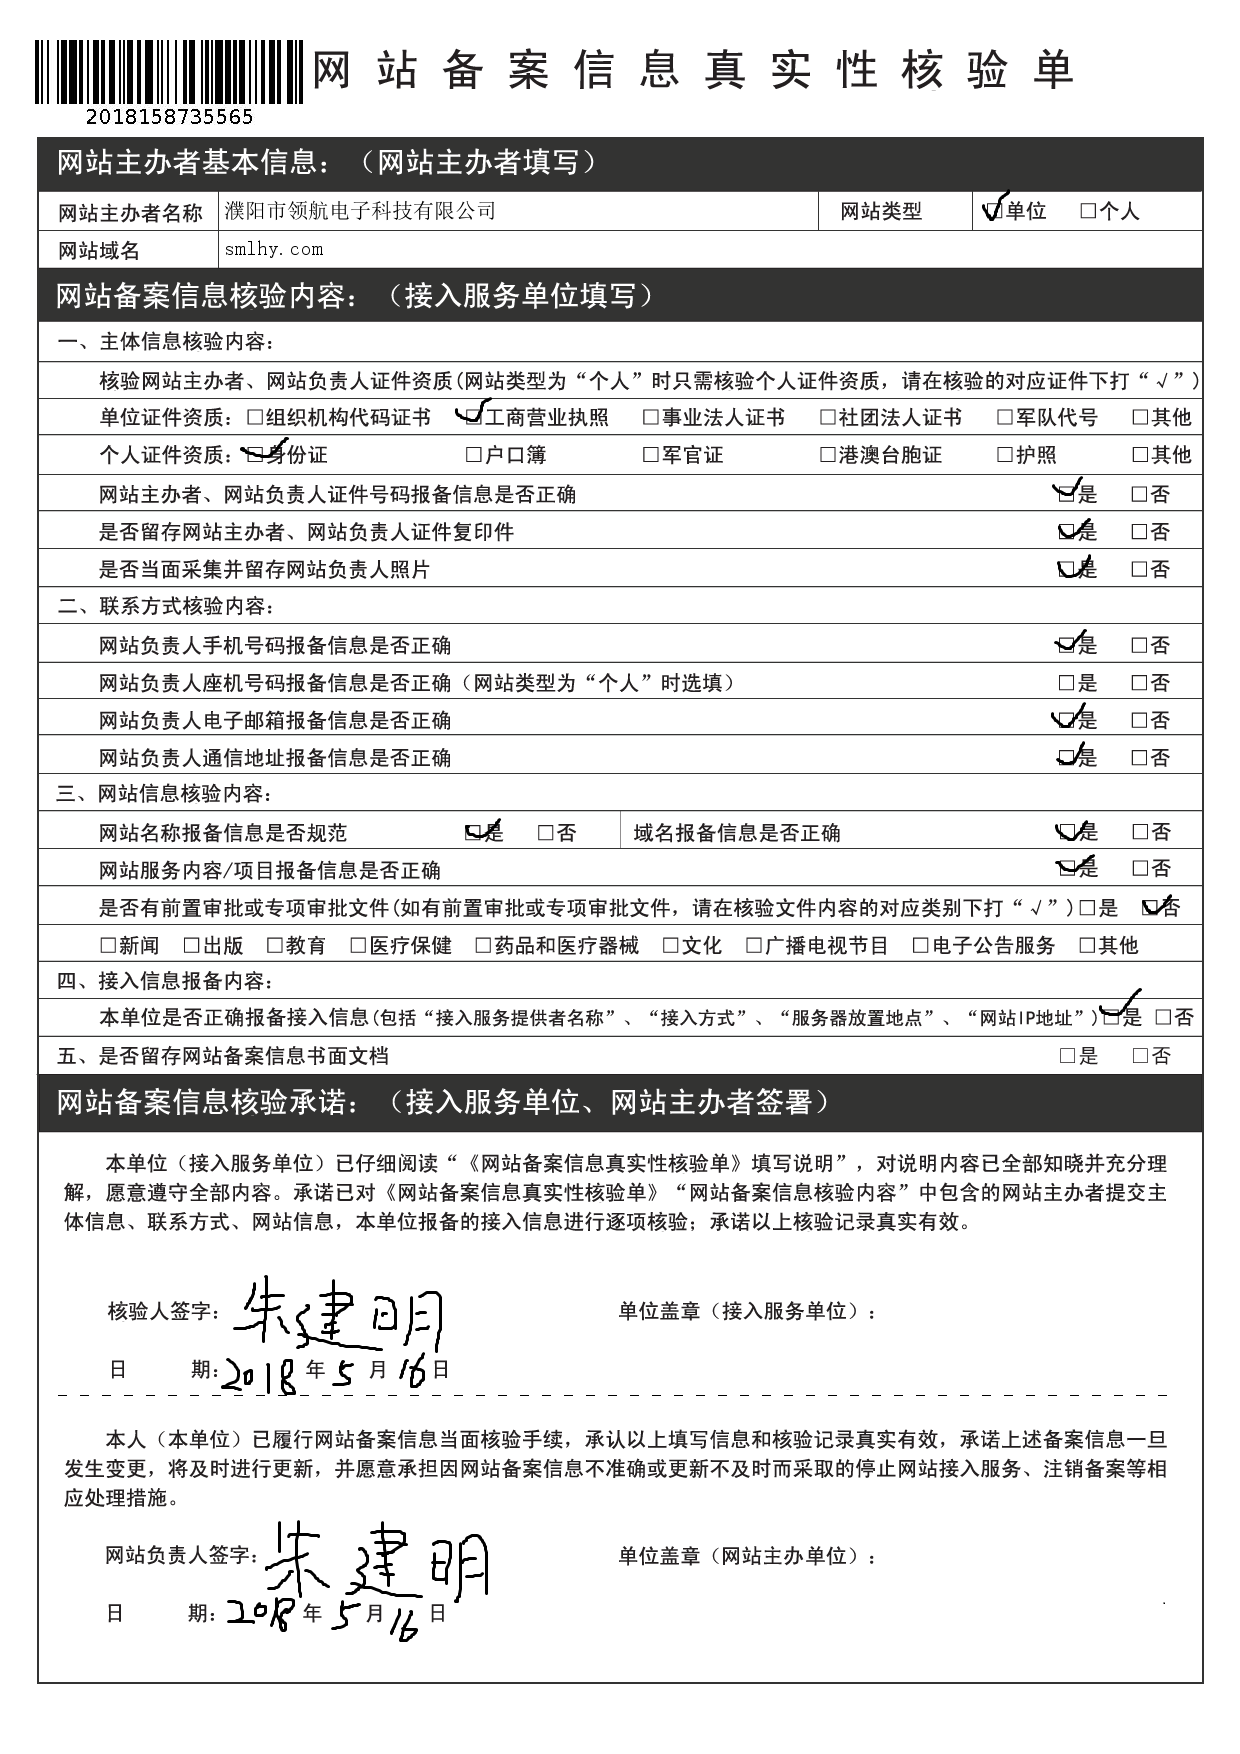 网站备案信息真实性核验单
2018158735565
网站主办者基本信息：（网站主办者填写）
网站主办者名称 濮阳市领航电子科技有限公司 网站类型 ☑单位 □个人
网站域名 smlhy.com
网站备案信息核验内容：（接入服务单位填写）
一、主体信息核验内容：
核验网站主办者、网站负责人证件资质(网站类型为“个人”时只需核验个人证件资质，请在核验的对应证件下打“√”)
单位证件资质：□组织机构代码证书 ☑工商营业执照 □事业法人证书 □社团法人证书 □军队代号 □其他
个人证件资质：☑身份证 □户口簿 □军官证 □港澳台胞证 □护照 □其他
网站主办者、网站负责人证件号码报备信息是否正确 ☑是 □否
是否留存网站主办者、网站负责人证件复印件 ☑是 □否
是否当面采集并留存网站负责人照片 ☑是 □否
二、联系方式核验内容：
网站负责人手机号码报备信息是否正确 ☑是 □否
网站负责人座机号码报备信息是否正确（网站类型为“个人”时选填） □是 □否
网站负责人电子邮箱报备信息是否正确 ☑是 □否
网站负责人通信地址报备信息是否正确 ☑是 □否
三、网站信息核验内容：
网站名称报备信息是否规范 ☑是 □否 域名报备信息是否正确 ☑是 □否
网站服务内容/项目报备信息是否正确 ☑是 □否
是否有前置审批或专项审批文件(如有前置审批或专项审批文件，请在核验文件内容的对应类别下打“√”)□是 ☑否
□新闻 □出版 □教育 □医疗保健 □药品和医疗器械 □文化 □广播电视节目 □电子公告服务 □其他
四、接入信息报备内容：
本单位是否正确报备接入信息(包括“接入服务提供者名称”、“接入方式”、“服务器放置地点”、“网站IP地址”)☑是 □否
五、是否留存网站备案信息书面文档 □是 □否
网站备案信息核验承诺：（接入服务单位、网站主办者签署）
本单位（接入服务单位）已仔细阅读“《网站备案信息真实性核验单》填写说明”，对说明内容已全部知晓并充分理
解，愿意遵守全部内容。承诺已对《网站备案信息真实性核验单》“网站备案信息核验内容”中包含的网站主办者提交主
体信息、联系方式、网站信息，本单位报备的接入信息进行逐项核验；承诺以上核验记录真实有效。
核验人签字：朱建明 单位盖章（接入服务单位）：
日 期：2018 年 5 月 16 日
本人（本单位）已履行网站备案信息当面核验手续，承认以上填写信息和核验记录真实有效，承诺上述备案信息一旦
发生变更，将及时进行更新，并愿意承担因网站备案信息不准确或更新不及时而采取的停止网站接入服务、注销备案等相
应处理措施。
网站负责人签字：朱建明 单位盖章（网站主办单位）：
日 期：2018 年 5 月 16 日